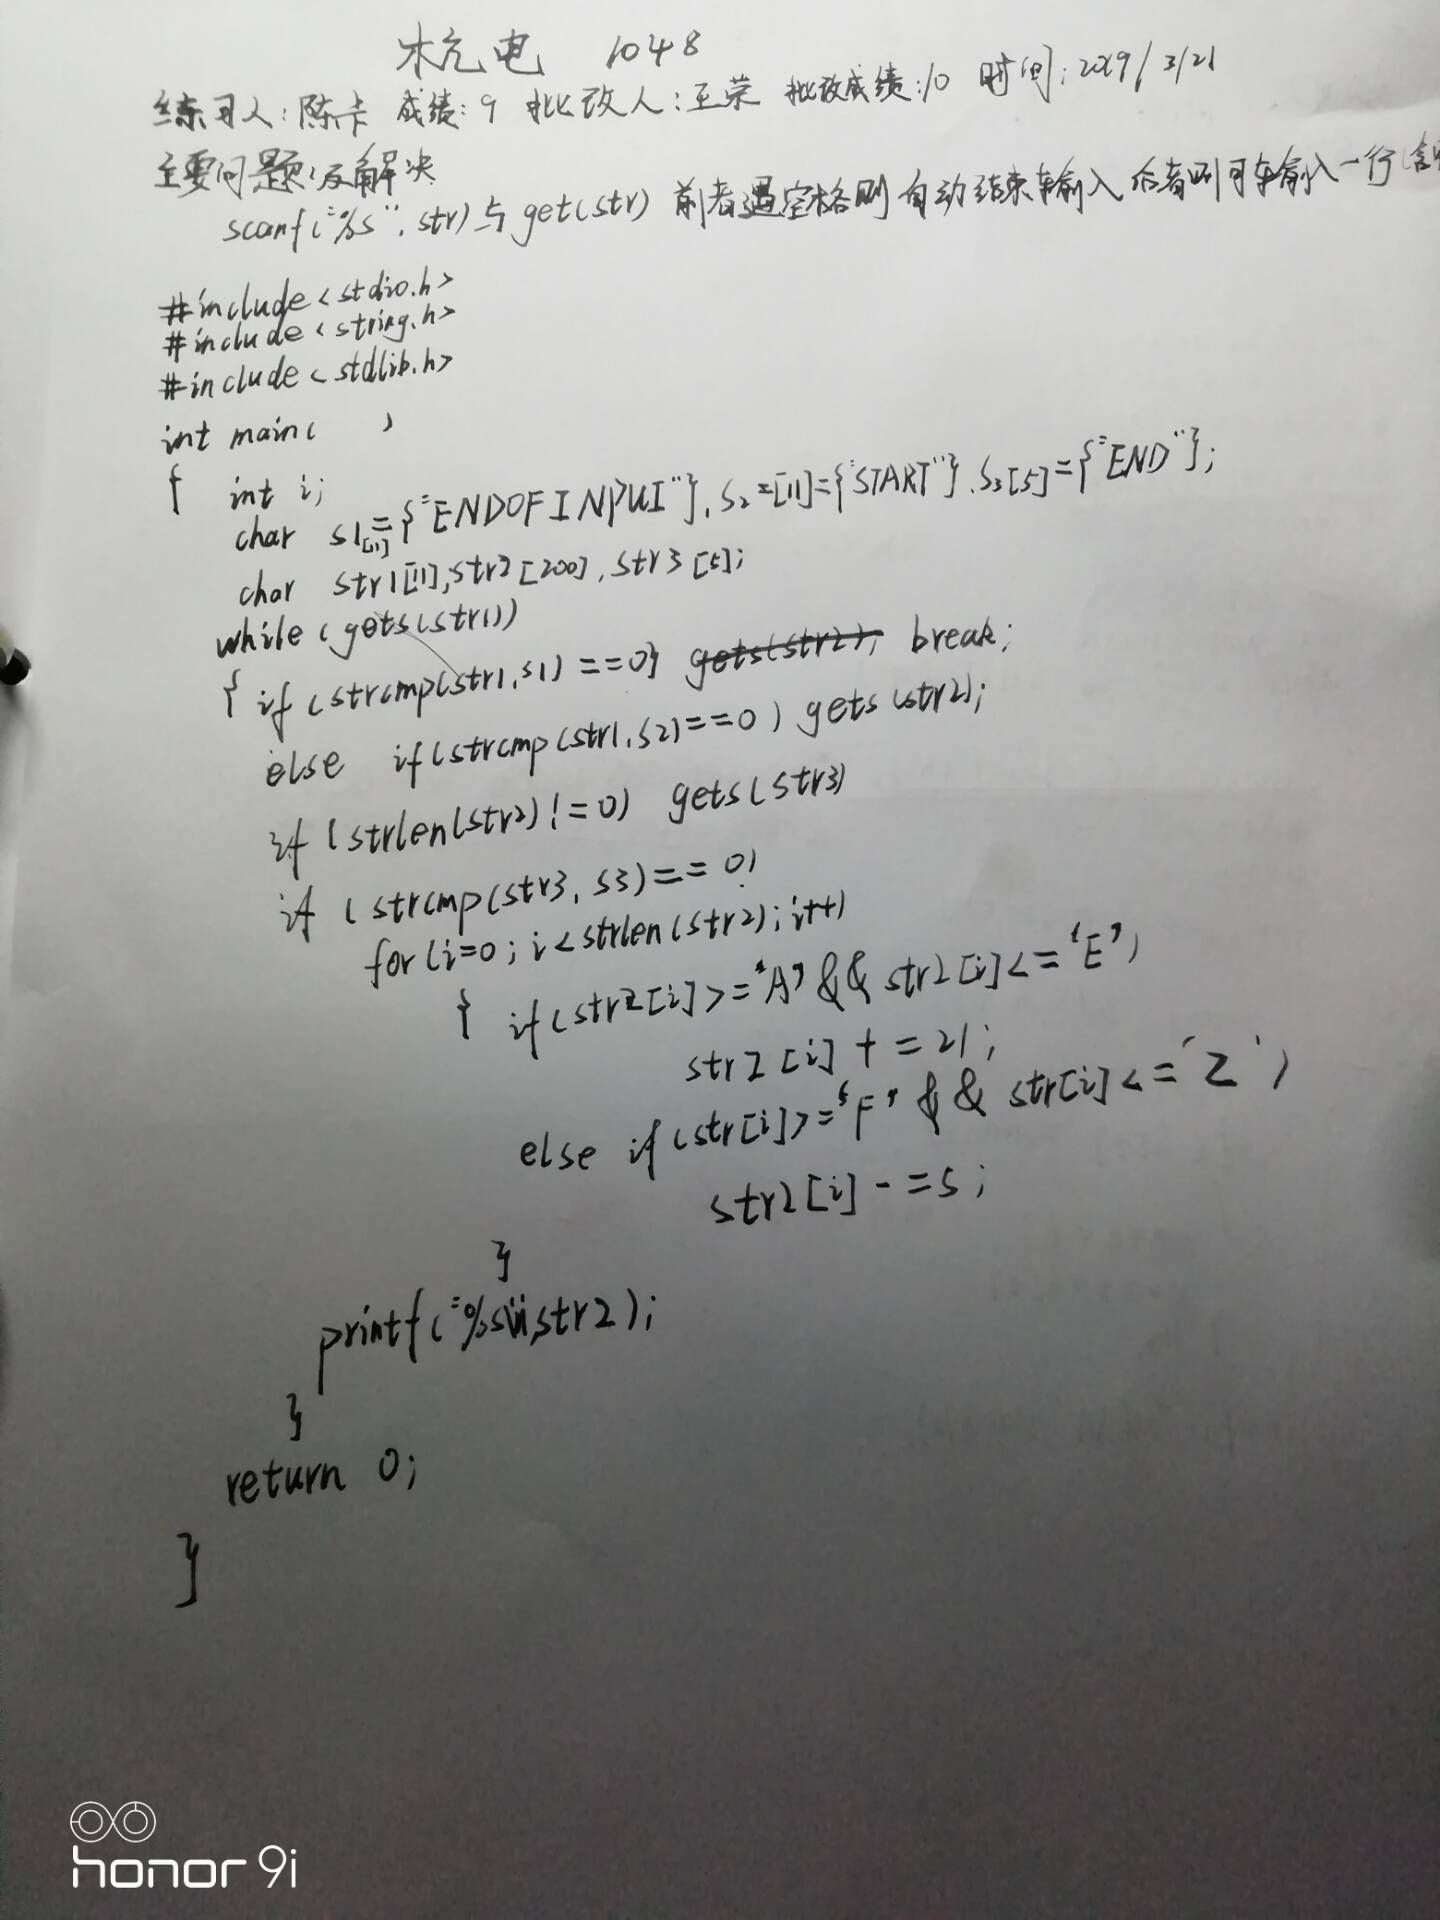 杭电 1048
练习人:陈卡 成绩:9 批改人:王荣 批改成绩:10 时间:2019/3/21
主要问题及解决
scanf("%s",str)与get(str) 前者遇空格则自动结束输入 后者则可车输入一行(含
#include<stdio.h>
#include<string.h>
#include<stdlib.h>
int main( )
{ int i;
char s1[11]={"ENDOFINPUI"},s2=[11]={"START"},s3[5]={"END"};
char str1[11],str2[200],str3[5];
while(gets(str1))
{ if(strcmp(str1,s1)==0) gets(str2); break;
else if(strcmp(str1,s2)==0) gets(str2);
if(strlen(str2)!=0) gets(str3)
if(strcmp(str3,s3)==0)
for(i=0;i<strlen(str2);i++)
{ if(str2[i]>='A'&&str2[i]<='E')
str2[i]+=21;
else if(str[i]>='F'&&str[i]<='Z')
str2[i]-=5;
}
printf("%s\n",str2);
}
return 0;
}
honor 9i